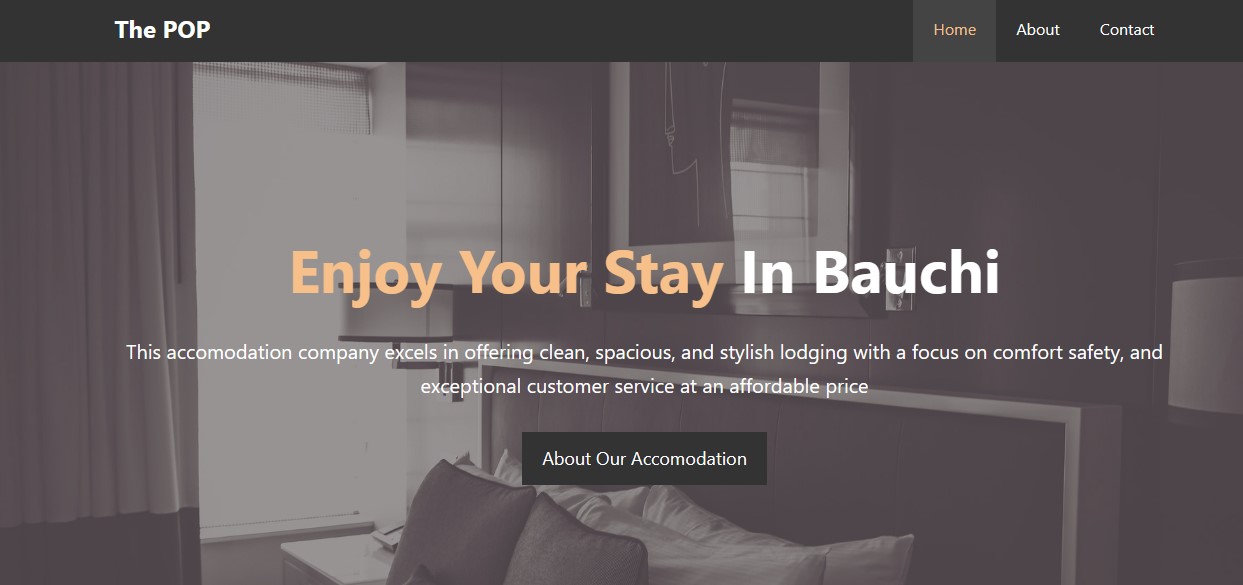 The POP
Home
About
Contact
Enjoy Your Stay In Bauchi
This accomodation company excels in offering clean, spacious, and stylish lodging with a focus on comfort safety, and
exceptional customer service at an affordable price
About Our Accomodation